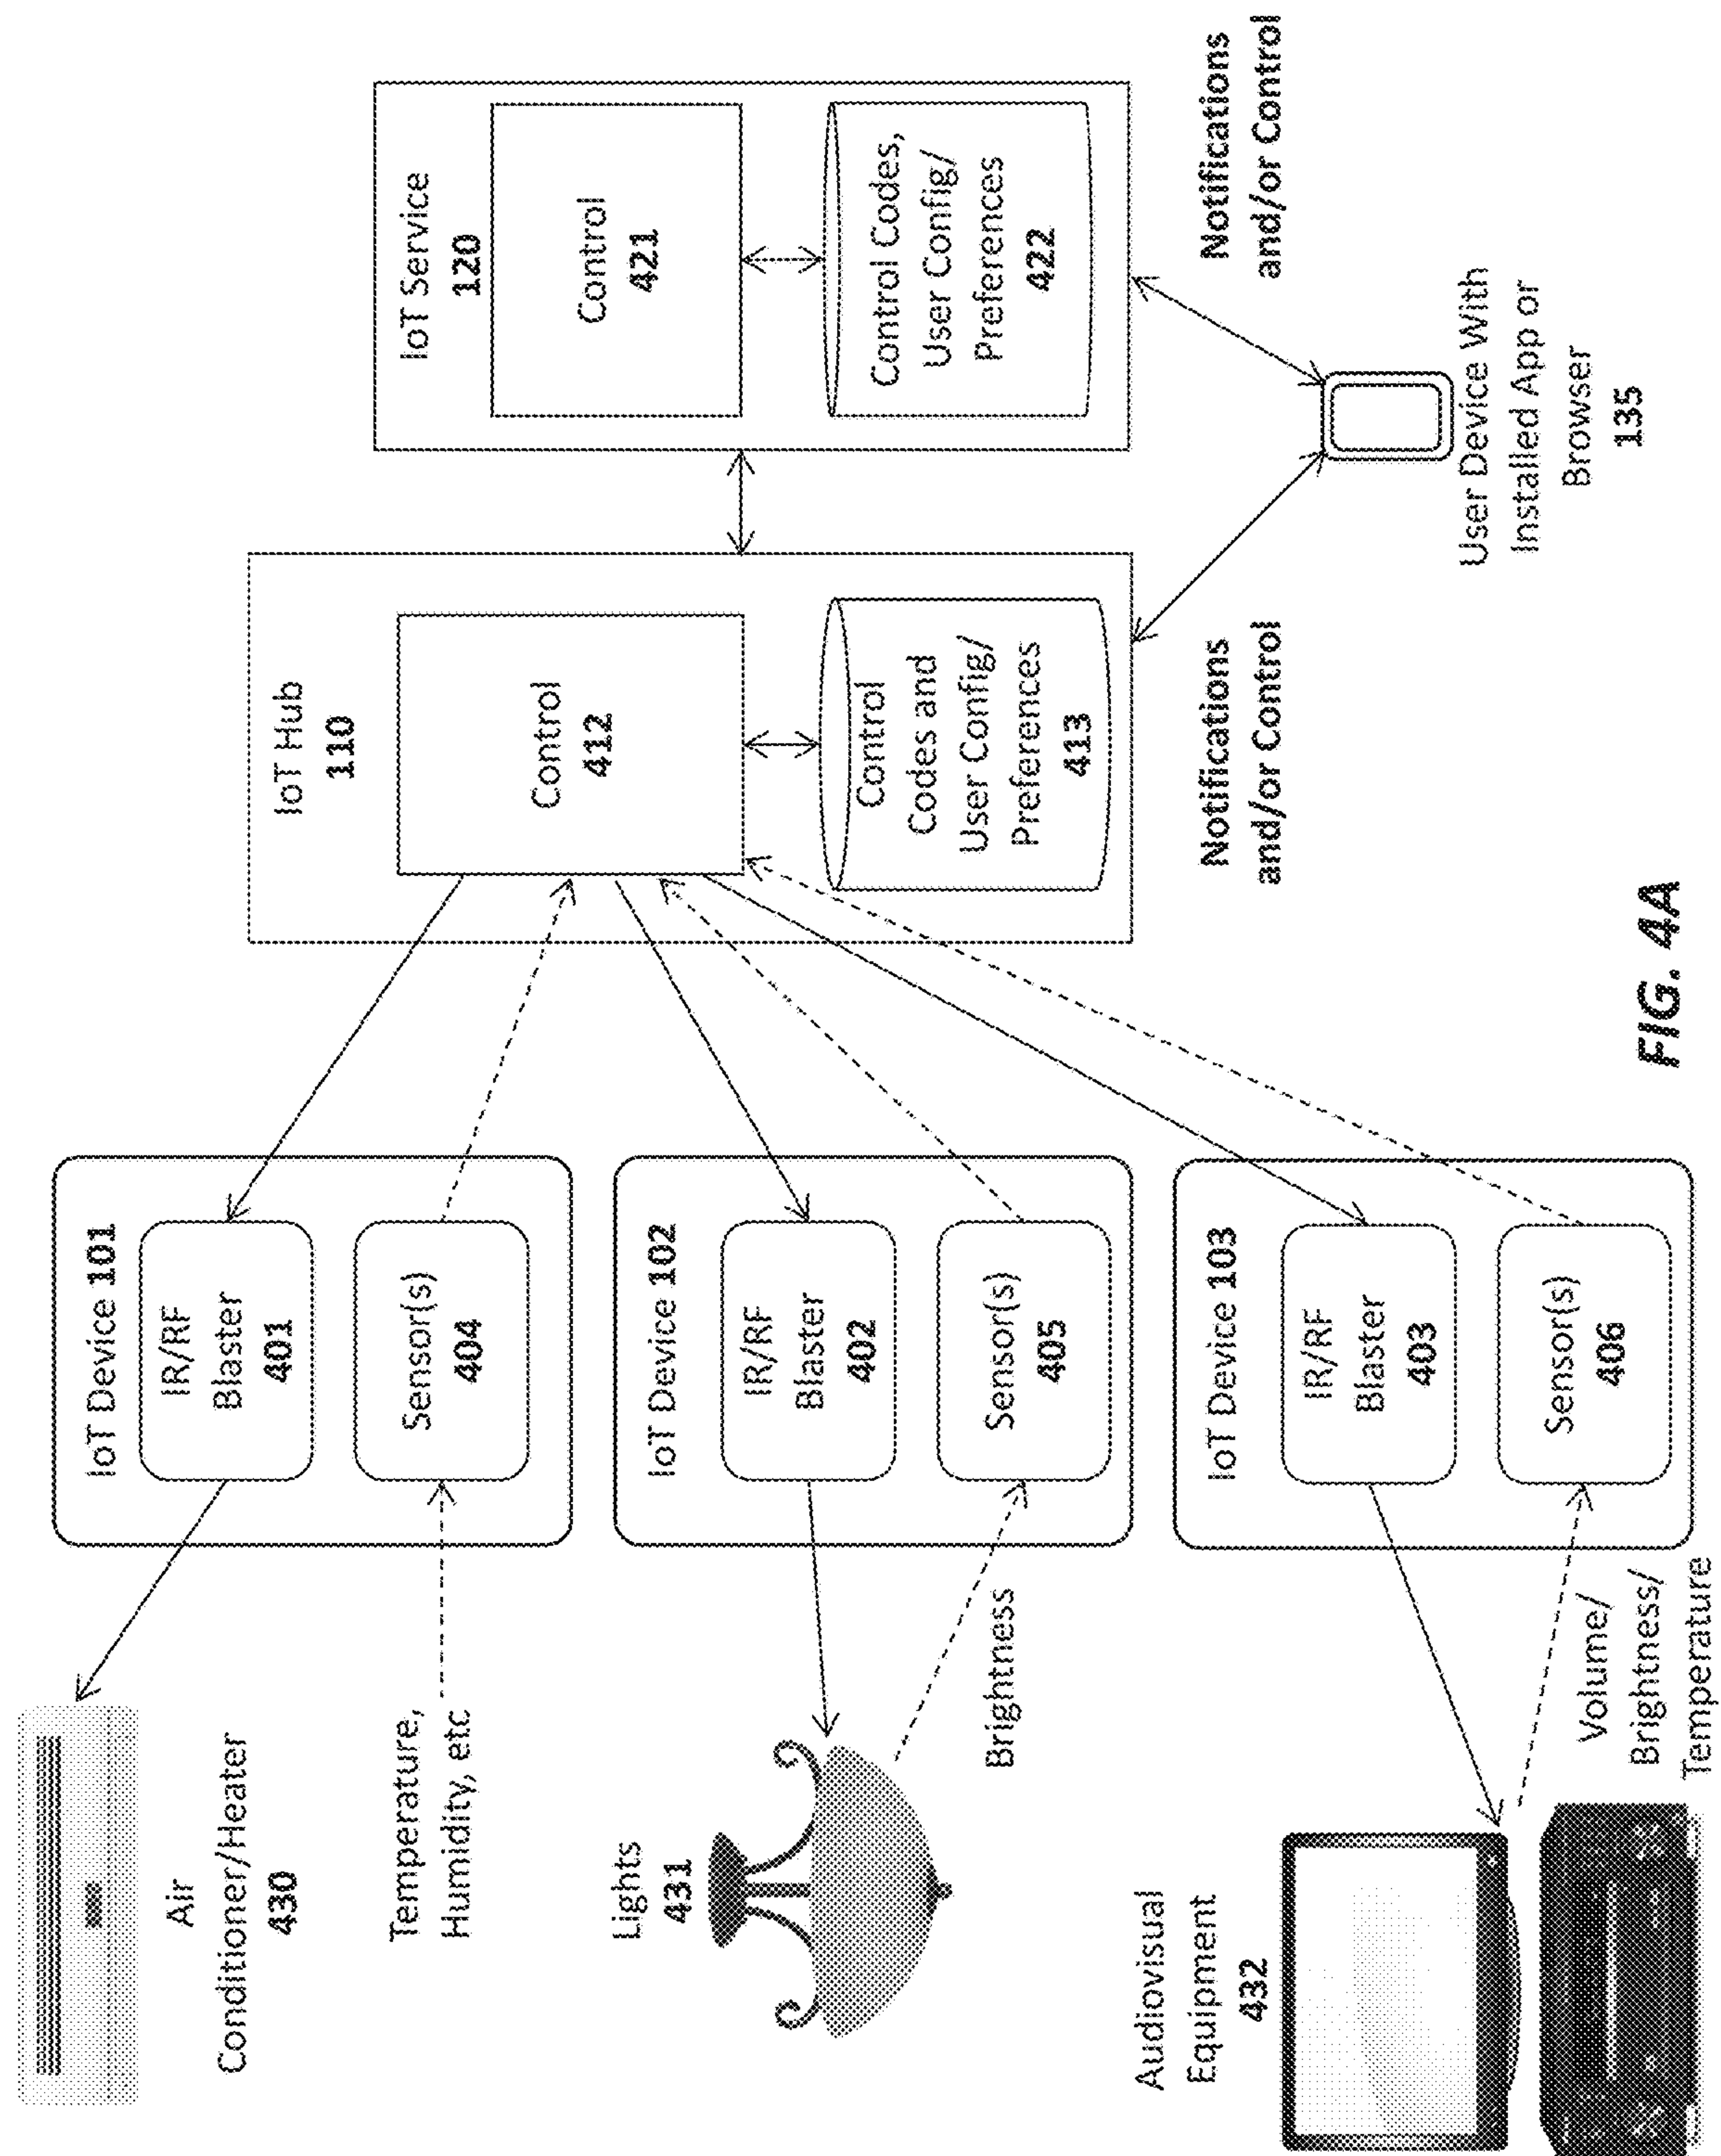 Air
Conditioner/Heater
430
Temperature,
Humidity, etc
Lights
431
Brightness
Audiovisual
Equipment
432
Volume/
Brightness/
Temperature
IoT Device 101
IR/RF
Blaster
401
Sensor(s)
404
IoT Device 102
IR/RF
Blaster
402
Sensor(s)
405
IoT Device 103
IR/RF
Blaster
403
Sensor(s)
406
IoT Hub
110
Control
412
Control
Codes and
User Config/
Preferences
413
Notifications
and/or Control
IoT Service
120
Control
421
Control Codes,
User Config/
Preferences
422
Notifications
and/or Control
User Device With
Installed App or
Browser
135
FIG. 4A